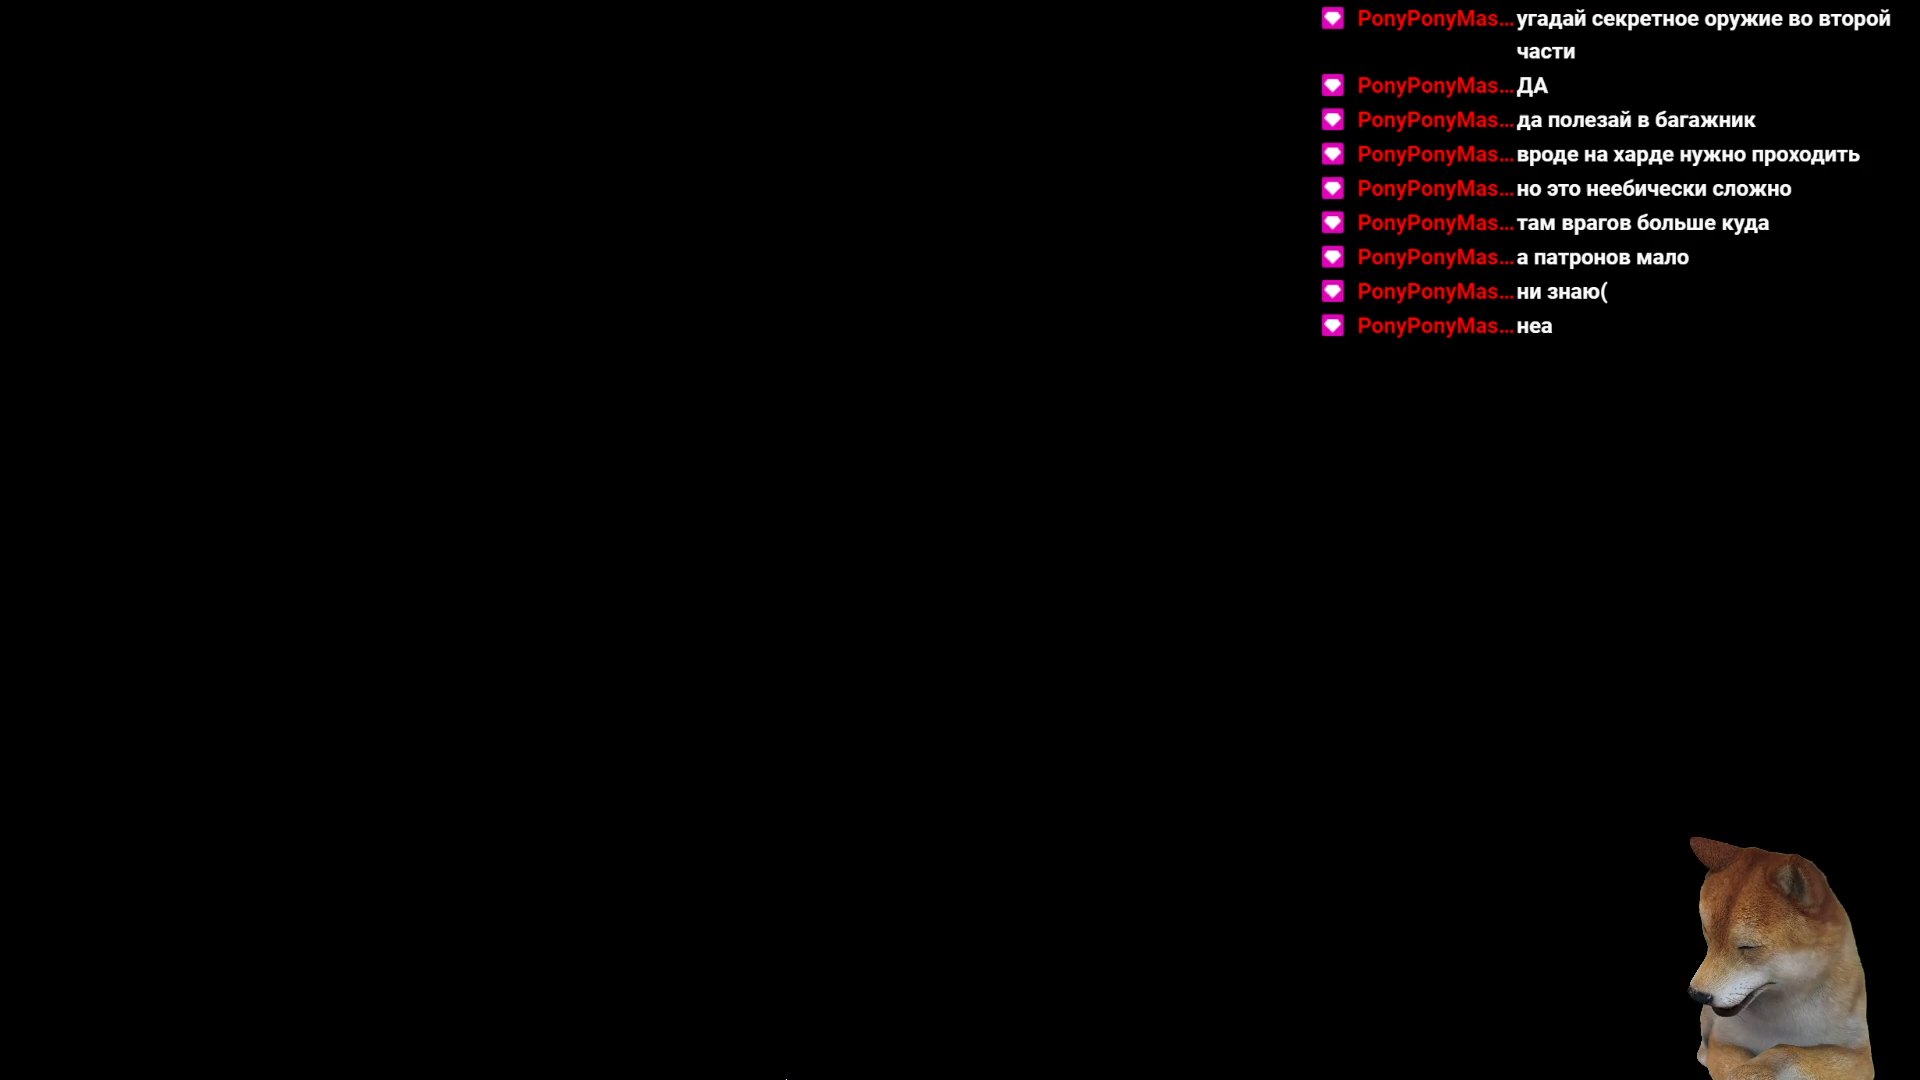 PonyPonyMas... угадай секретное оружие во второй
части
PonyPonyMas... ДА
PonyPonyMas... да полезай в багажник
PonyPonyMas... вроде на харде нужно проходить
PonyPonyMas... но это неебически сложно
PonyPonyMas... там врагов больше куда
PonyPonyMas... а патронов мало
PonyPonyMas... ни знаю(
PonyPonyMas... неа